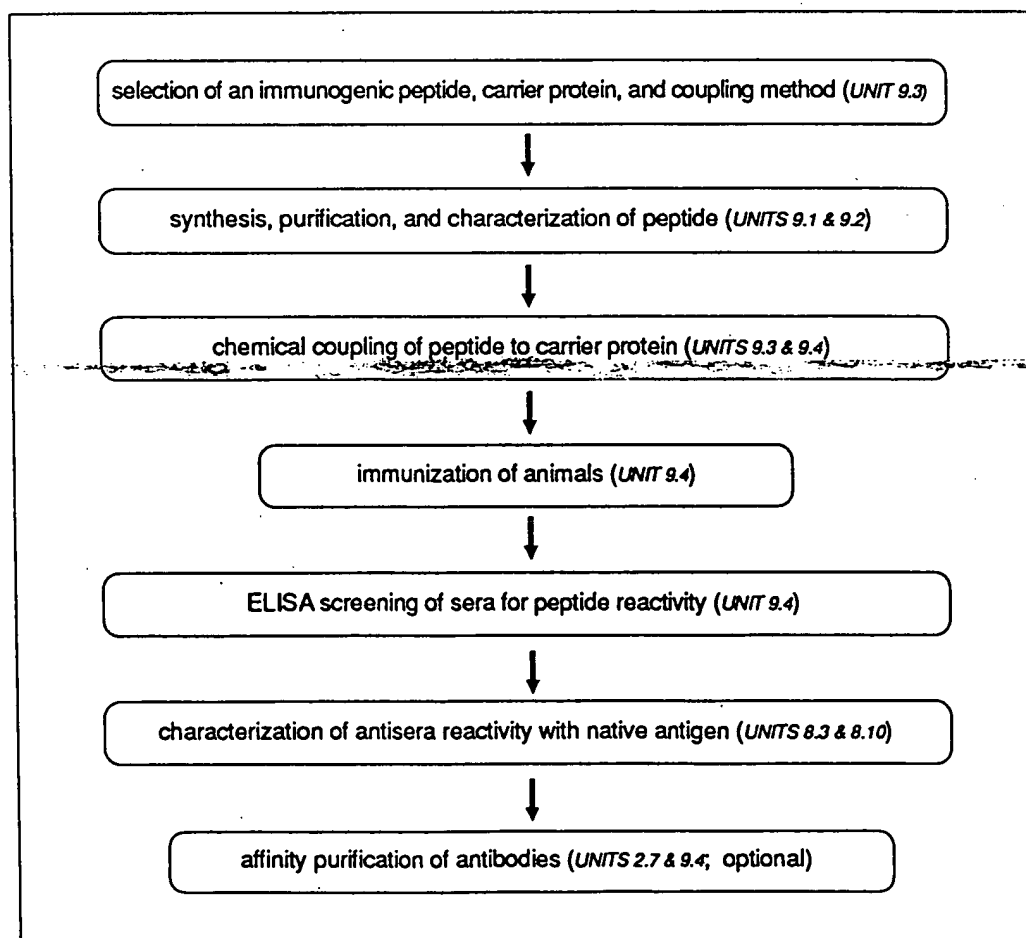 selection of an immunogenic peptide, carrier protein, and coupling method (UNIT 9.3)
synthesis, purification, and characterization of peptide (UNITS 9.1 & 9.2)
chemical coupling of peptide to carrier protein (UNITS 9.3 & 9.4)
immunization of animals (UNIT 9.4)
ELISA screening of sera for peptide reactivity (UNIT 9.4)
characterization of antisera reactivity with native antigen (UNITS 8.3 & 8.10)
affinity purification of antibodies (UNITS 2.7 & 9.4; optional)